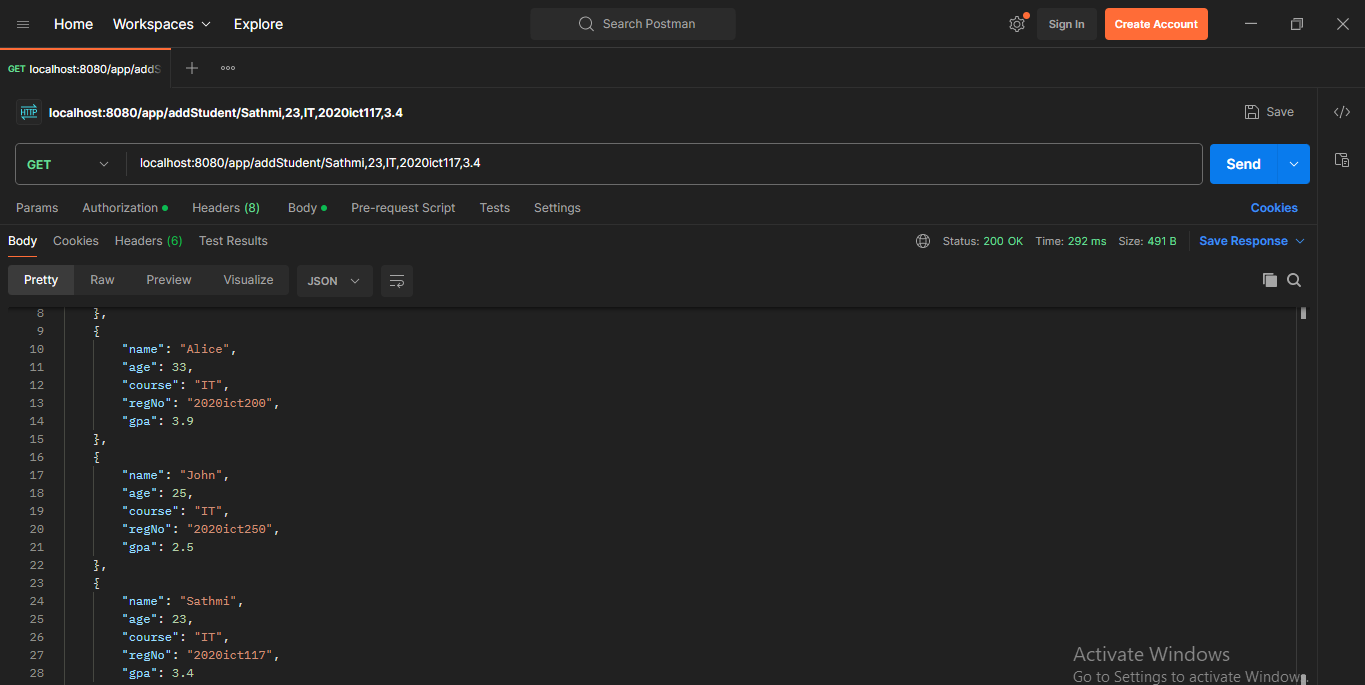 Home Workspaces Explore Search Postman Sign In Create Account
GET localhost:8080/app/addS
HTTP localhost:8080/app/addStudent/Sathmi,23,IT,2020ict117,3.4 Save </>
GET localhost:8080/app/addStudent/Sathmi,23,IT,2020ict117,3.4 Send
Params Authorization Headers (8) Body Pre-request Script Tests Settings Cookies
Body Cookies Headers (6) Test Results Status: 200 OK Time: 292 ms Size: 491 B Save Response
Pretty Raw Preview Visualize JSON
8 },
9 {
10 "name": "Alice",
11 "age": 33,
12 "course": "IT",
13 "regNo": "2020ict200",
14 "gpa": 3.9
15 },
16 {
17 "name": "John",
18 "age": 25,
19 "course": "IT",
20 "regNo": "2020ict250",
21 "gpa": 2.5
22 },
23 {
24 "name": "Sathmi",
25 "age": 23,
26 "course": "IT",
27 "regNo": "2020ict117",
28 "gpa": 3.4
Activate Windows
Go to Settings to activate Windows.